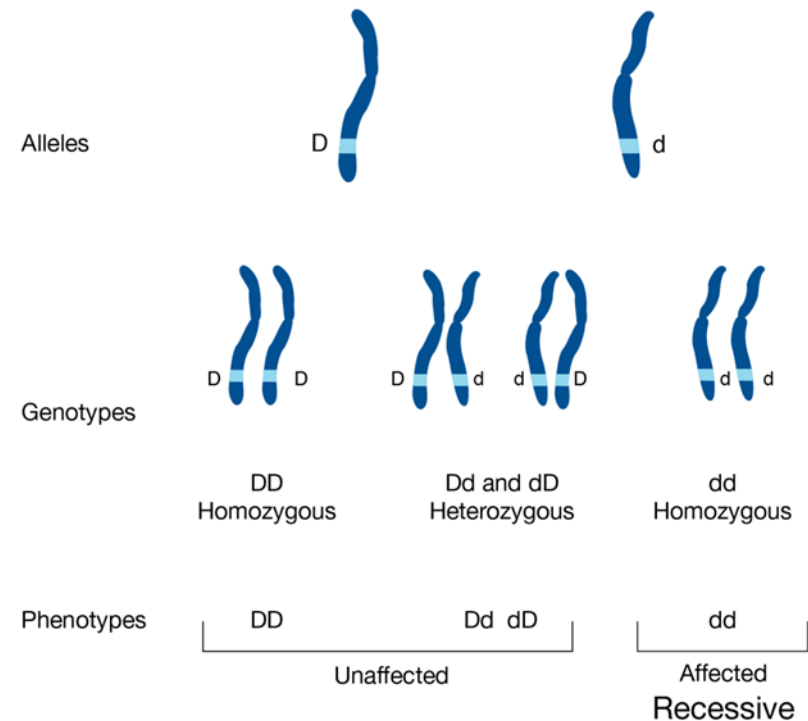 Alleles
D
d
D D
D d d D
d d
Genotypes
DD
Homozygous
Dd and dD
Heterozygous
dd
Homozygous
Phenotypes
DD
Dd dD
dd
Unaffected
Affected
Recessive